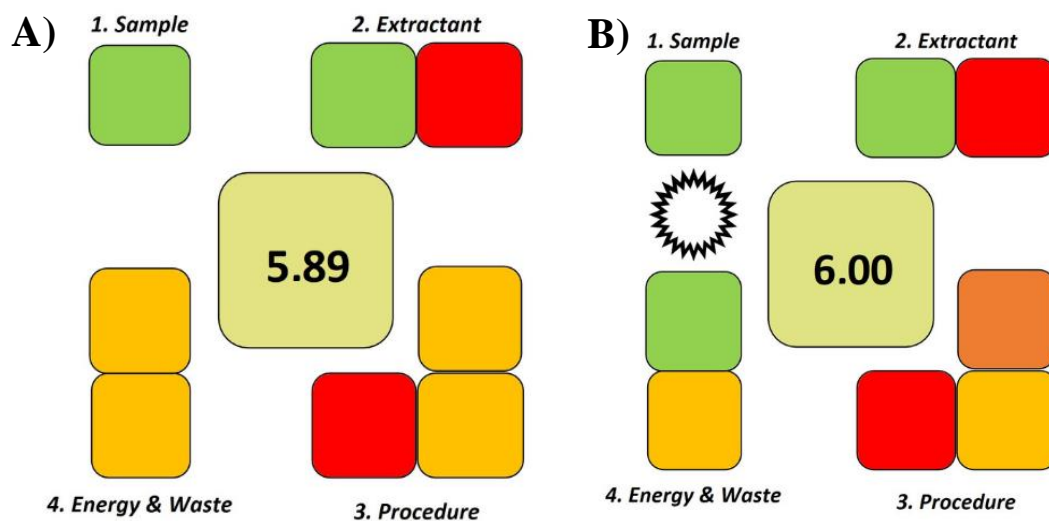 A)
1. Sample
2. Extractant
5.89
4. Energy & Waste
3. Procedure
B)
1. Sample
2. Extractant
6.00
4. Energy & Waste
3. Procedure